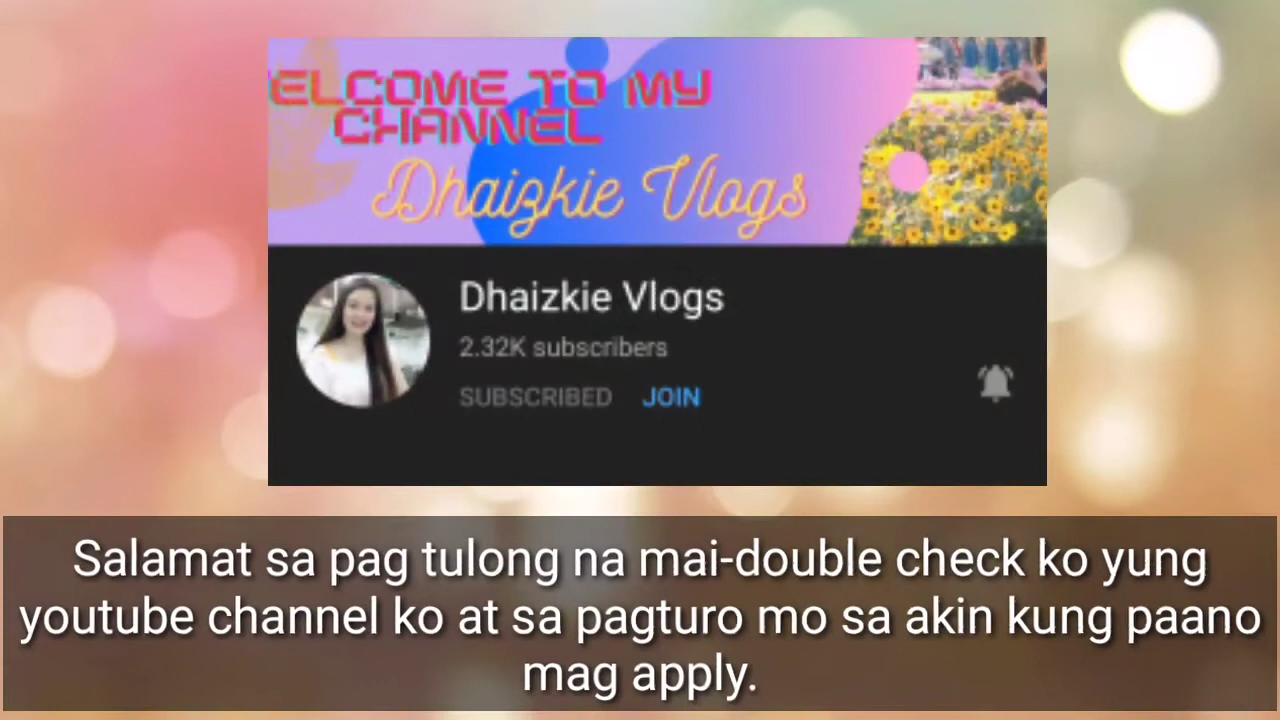 ELCOME TO MY
CHANNEL
Dhaizkie Vlogs
Dhaizkie Vlogs
2.32K subscribers
SUBSCRIBED JOIN
Salamat sa pag tulong na mai-double check ko yung
youtube channel ko at sa pagturo mo sa akin kung paano
mag apply.